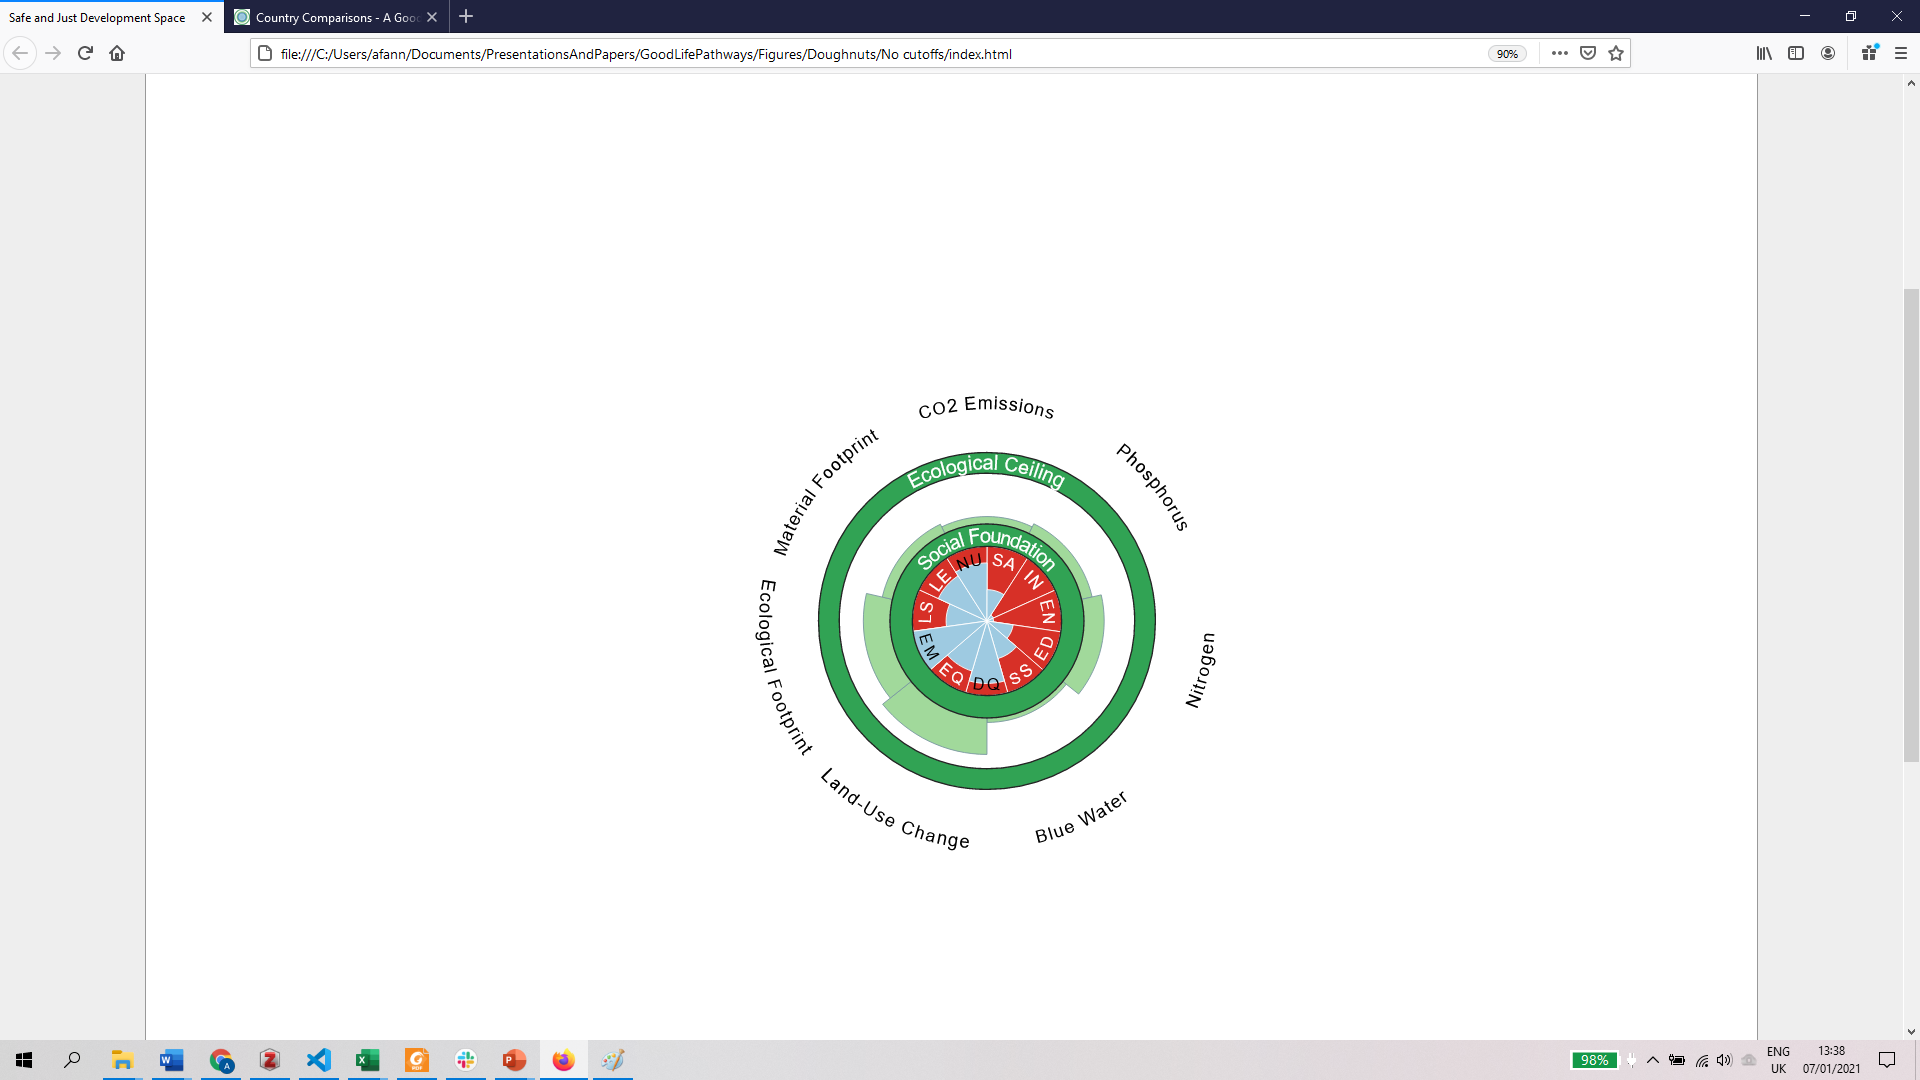 Safe and Just Development Space
Country Comparisons - A Goo
file:///C:/Users/afann/Documents/PresentationsAndPapers/GoodLifePathways/Figures/Doughnuts/No cutoffs/index.html
90%
CO2 Emissions
Phosphorus
Nitrogen
Blue Water
Land-Use Change
Ecological Footprint
Material Footprint
Ecological Ceiling
Social Foundation
SA
IN
EN
ED
SS
DQ
EQ
EM
LS
LE
NU
98%
ENG
UK
13:38
07/01/2021